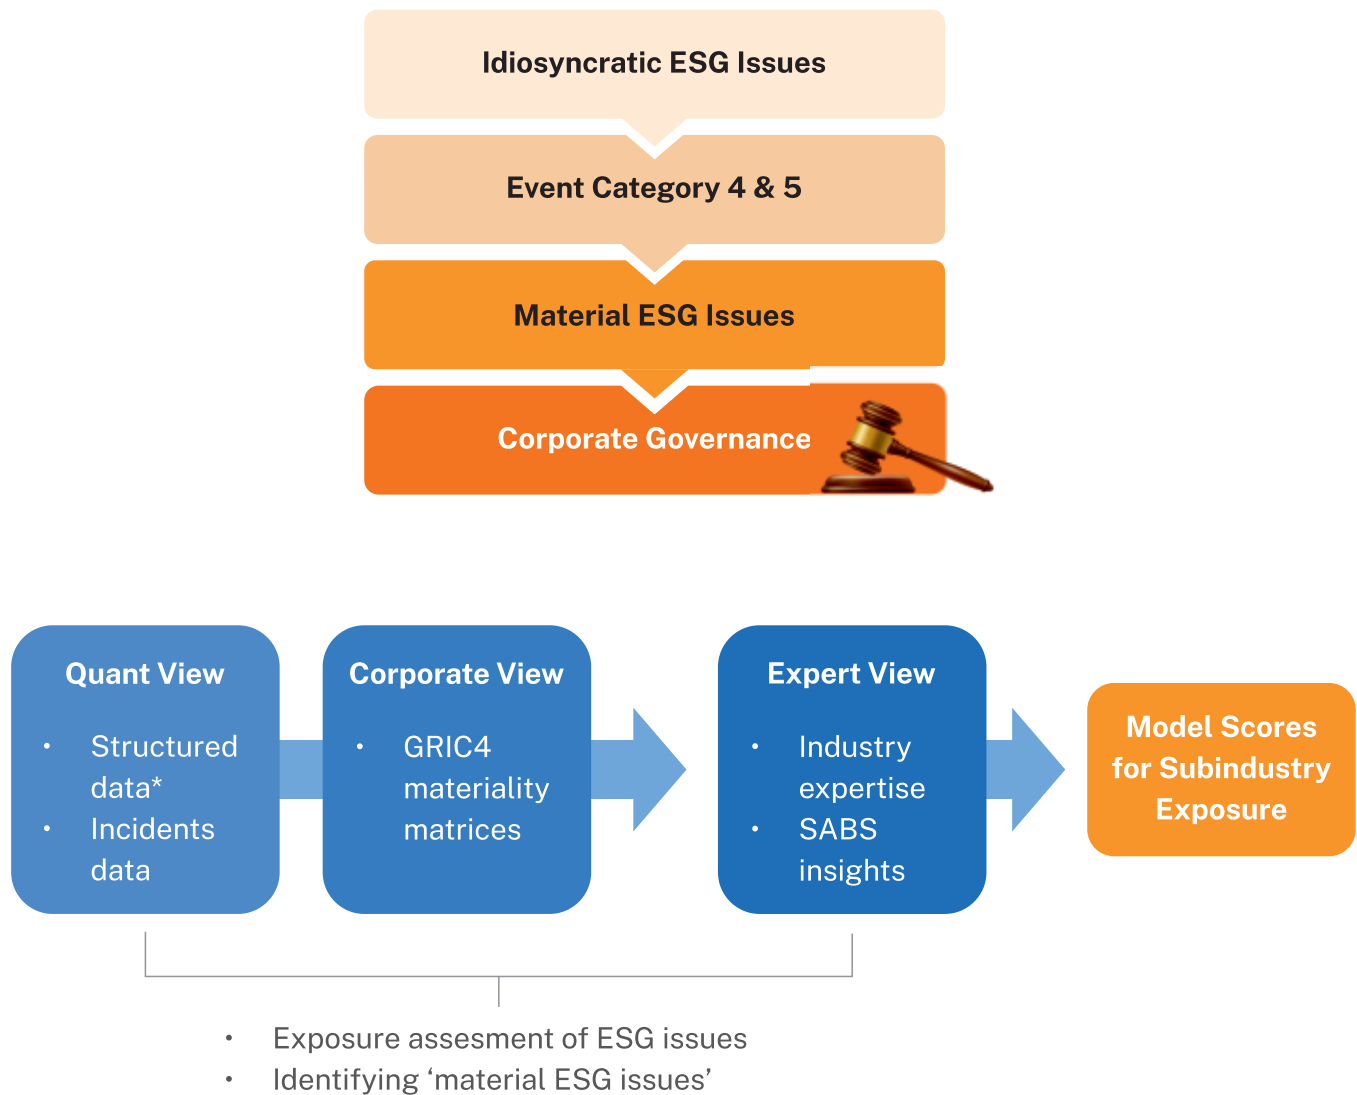 Idiosyncratic ESG Issues
Event Category 4 & 5
Material ESG Issues
Corporate Governance
Quant View
• Structured
data*
• Incidents
data
Corporate View
• GRIC4
materiality
matrices
Expert View
• Industry
expertise
• SABS
insights
Model Scores
for Subindustry
Exposure
• Exposure assesment of ESG issues
• Identifying ‘material ESG issues’